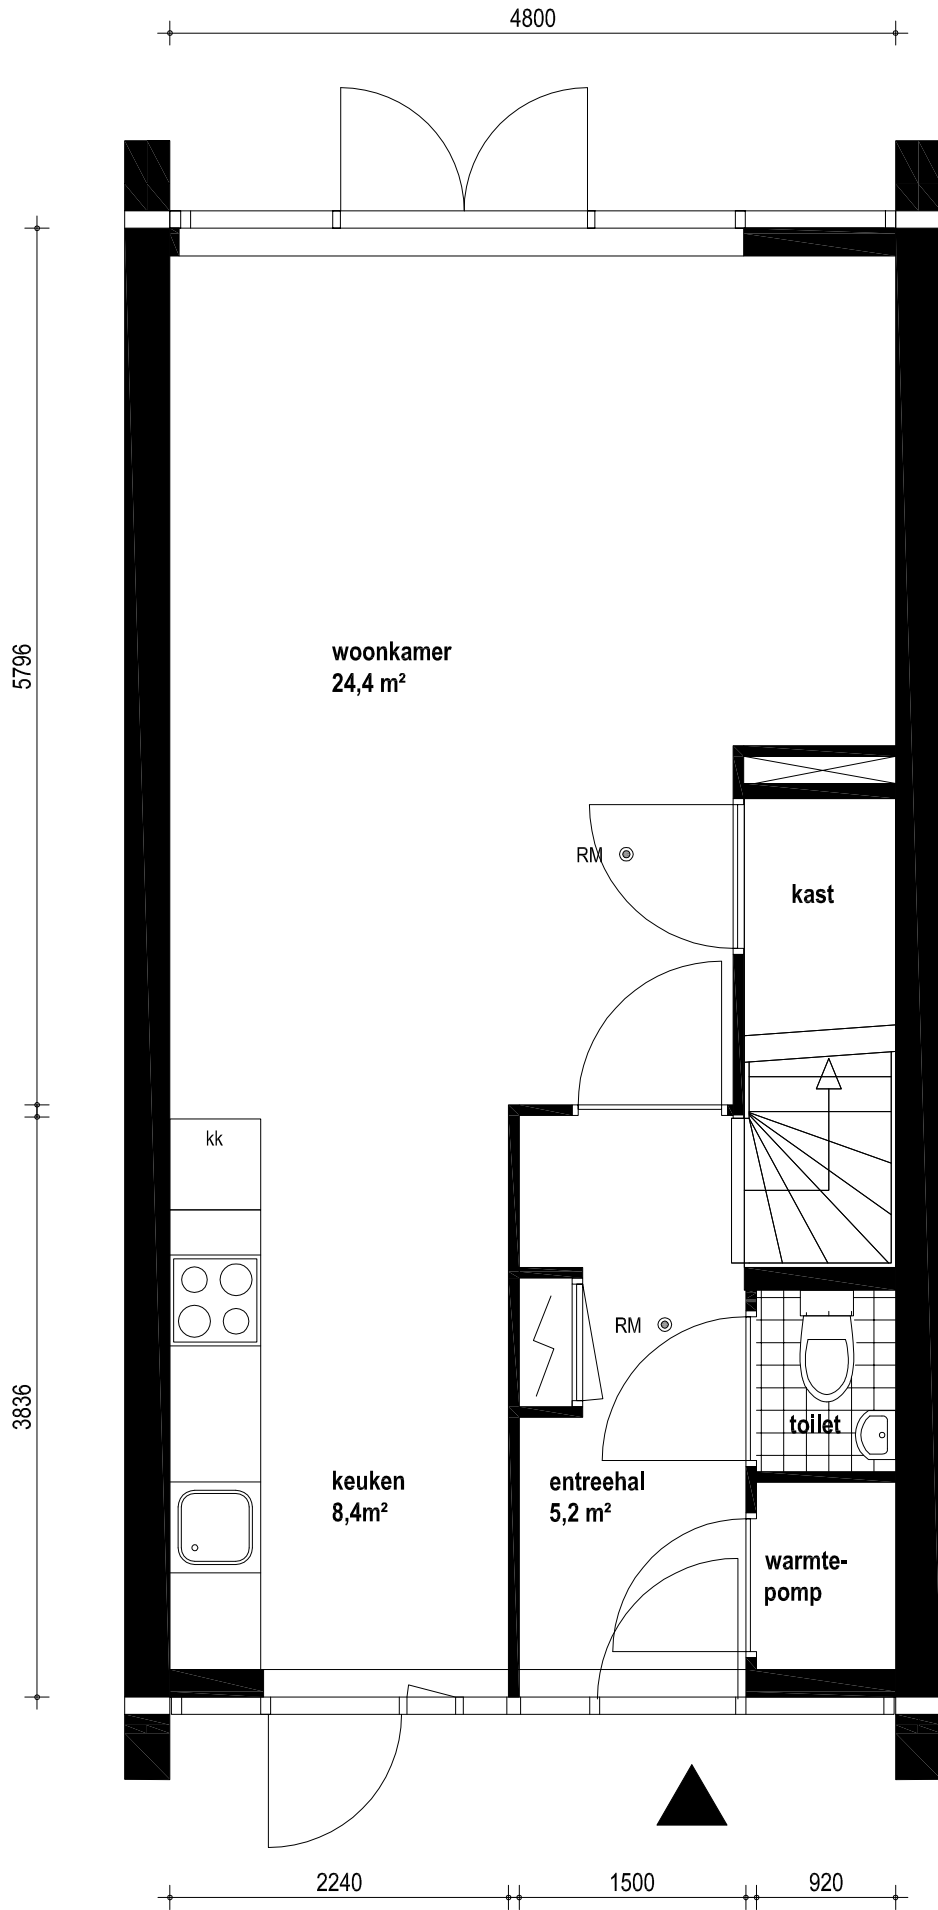 4800
5796
woonkamer
24,4 m²
RM
kast
kk
RM
3836
toilet
keuken
8,4m²
entreehal
5,2 m²
warmte-
pomp
2240
1500
920